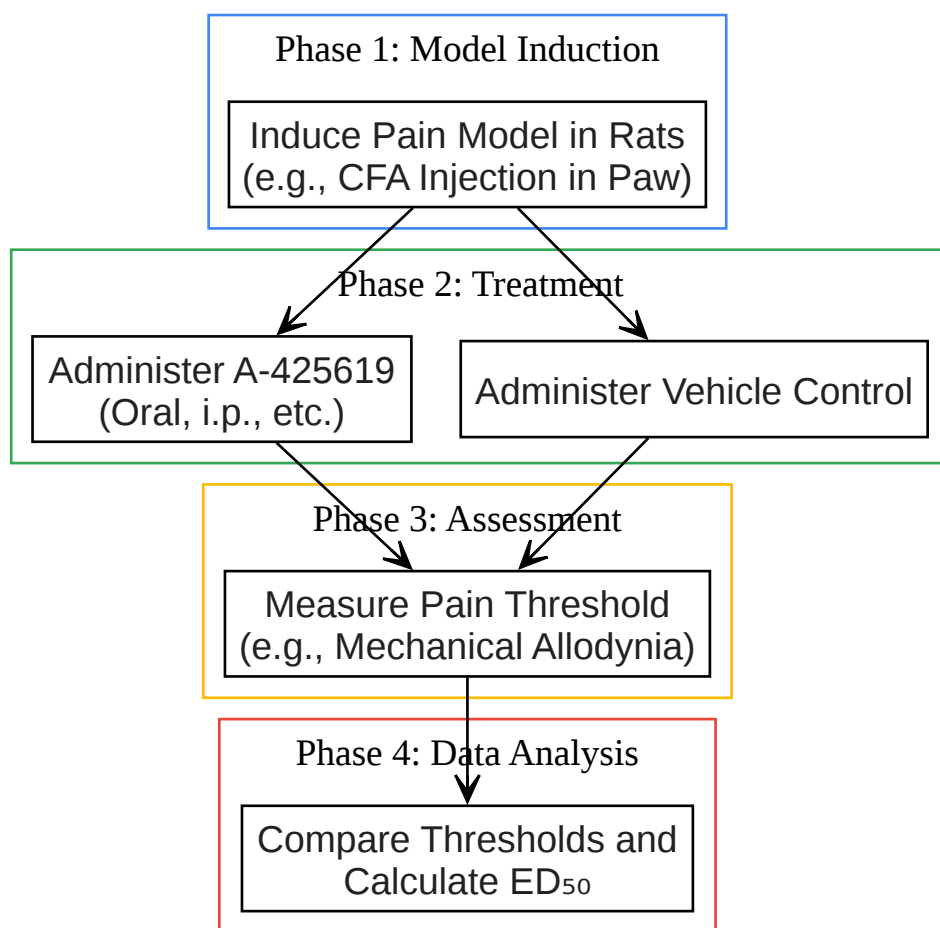 Phase 1: Model Induction
Induce Pain Model in Rats
(e.g., CFA Injection in Paw)
Phase 2: Treatment
Administer A-425619
(Oral, i.p., etc.)
Administer Vehicle Control
Phase 3: Assessment
Measure Pain Threshold
(e.g., Mechanical Allodynia)
Phase 4: Data Analysis
Compare Thresholds and
Calculate ED₅₀